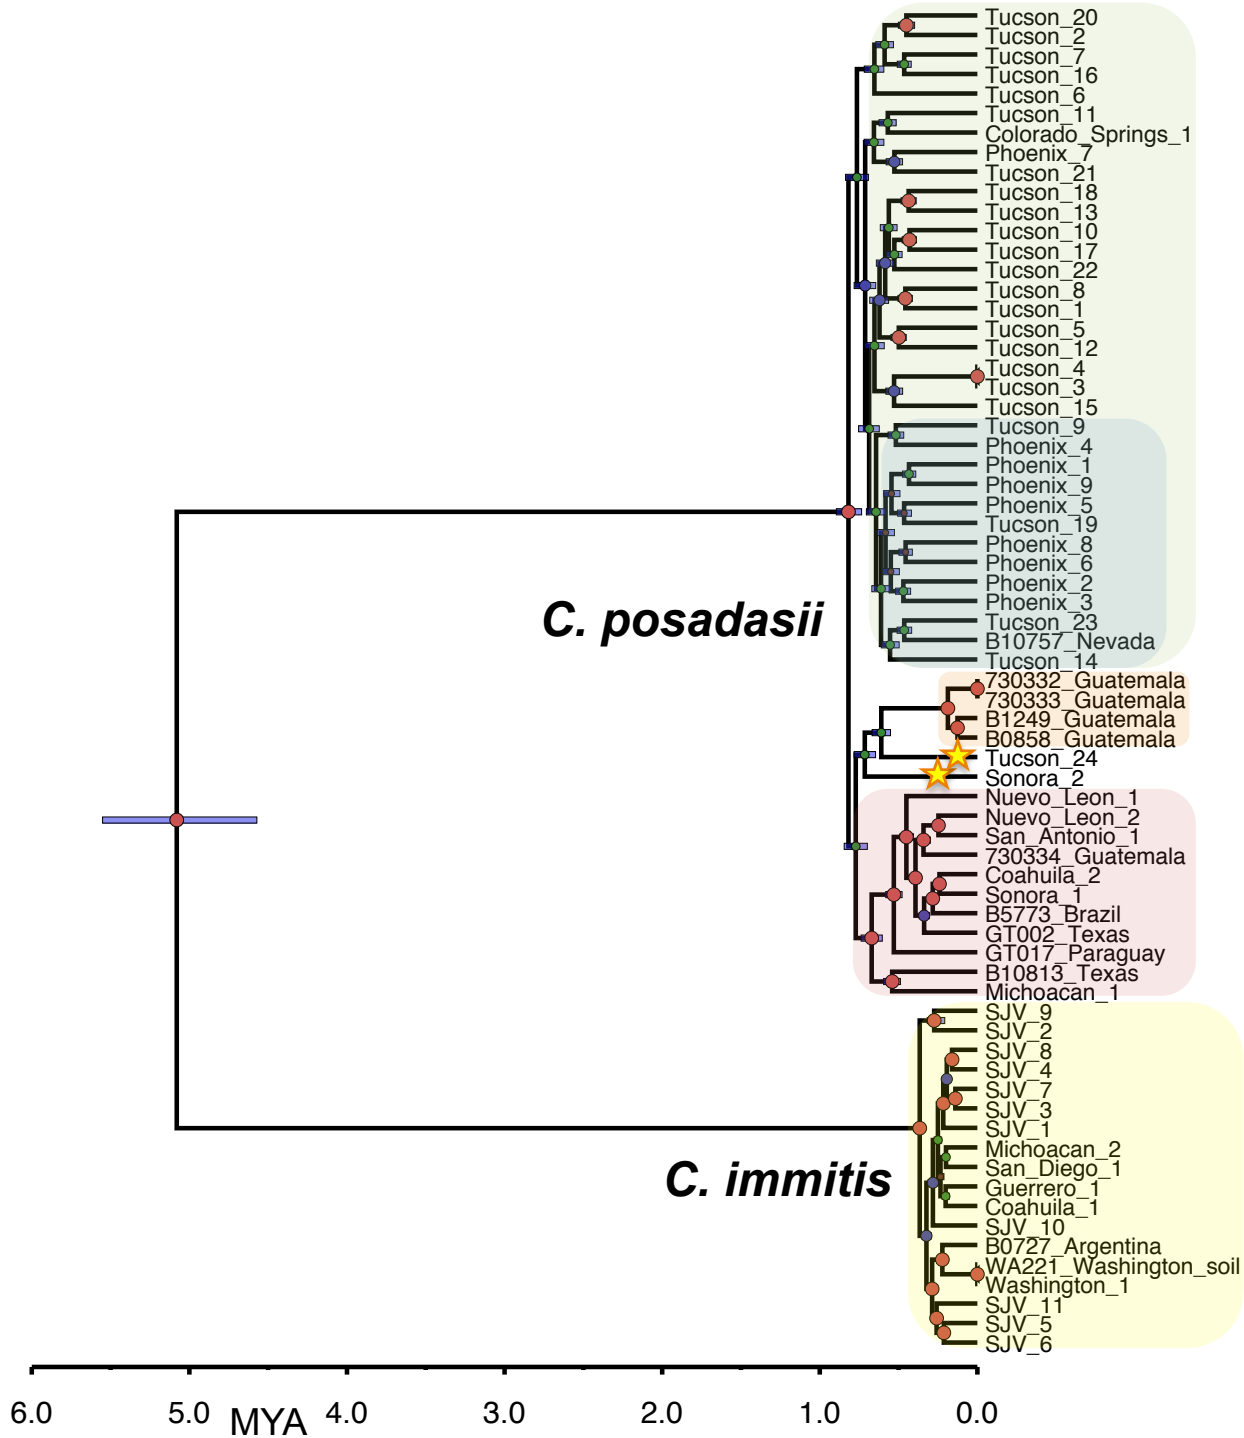 Tucson_20
Tucson_2
Tucson_7
Tucson_16
Tucson_6
Tucson_11
Colorado_Springs_1
Phoenix_7
Tucson_21
Tucson_18
Tucson_13
Tucson_10
Tucson_17
Tucson_22
Tucson_8
Tucson_1
Tucson_5
Tucson_12
Tucson_4
Tucson_3
Tucson_15
Tucson_9
Phoenix_4
Phoenix_1
Phoenix_9
Phoenix_5
Tucson_19
Phoenix_8
Phoenix_6
Phoenix_2
Phoenix_3
Tucson_23
B10757_Nevada
Tucson_14
C. posadasii
730332_Guatemala
730333_Guatemala
B1249_Guatemala
B0858_Guatemala
Tucson_24
Sonora_2
Nuevo_Leon_1
Nuevo_Leon_2
San_Antonio_1
730334_Guatemala
Coahuila_2
Sonora_1
B5773_Brazil
GT002_Texas
GT017_Paraguay
B10813_Texas
Michoacan_1
SJV_9
SJV_2
SJV_8
SJV_4
SJV_7
SJV_3
SJV_1
Michoacan_2
San_Diego_1
Guerrero_1
Coahuila_1
SJV_10
B0727_Argentina
WA221_Washington_soil
Washington_1
SJV_11
SJV_5
SJV_6
C. immitis
6.0 5.0 MYA 4.0 3.0 2.0 1.0 0.0